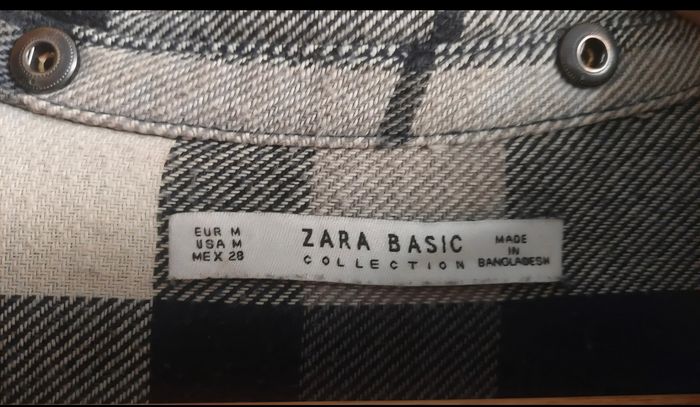 EUR M
USA M
MEX 28
ZARA BASIC
COLLECTION
MADE
IN
BANGLADESH